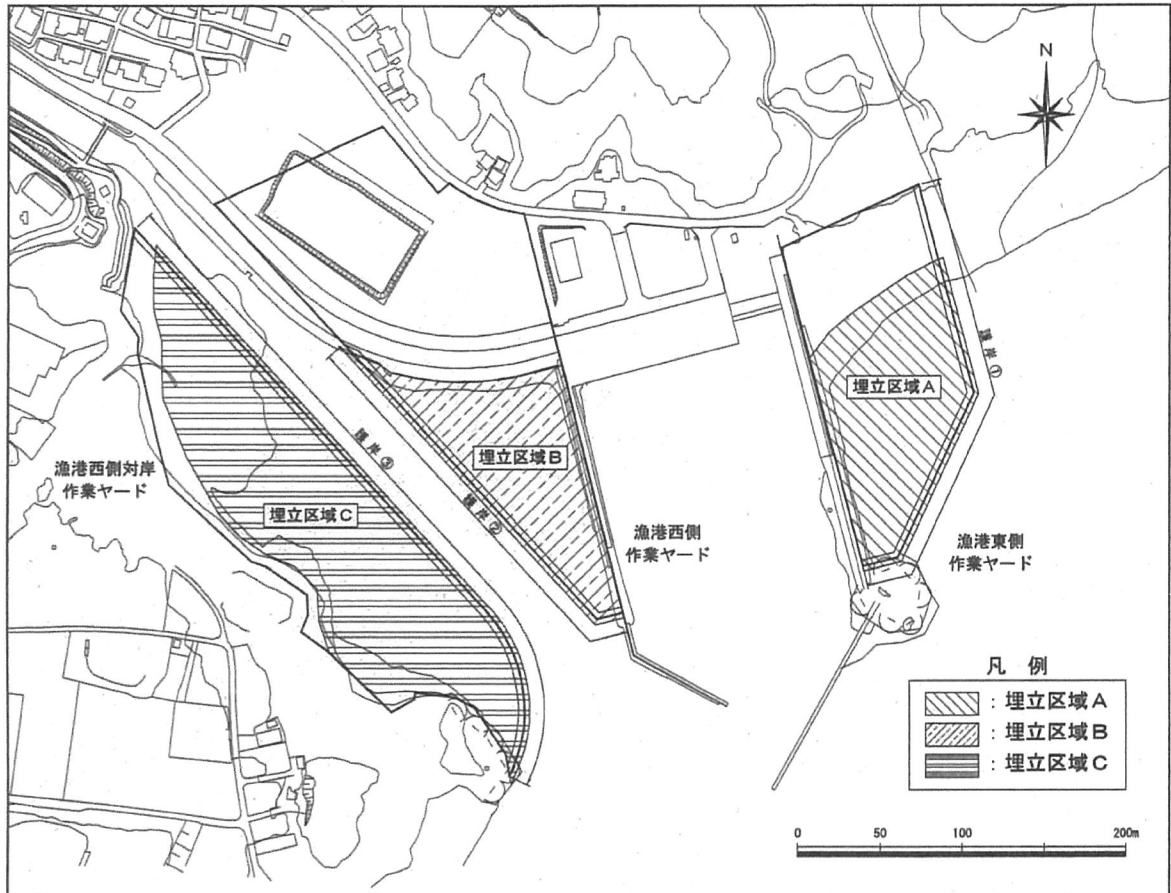 N
護岸①
埋立区域A
埋立区域B
護岸③
護岸②
漁港西側対岸
作業ヤード
埋立区域C
漁港西側
作業ヤード
漁港東側
作業ヤード
凡 例
: 埋立区域A
: 埋立区域B
: 埋立区域C
0 50 100 200m